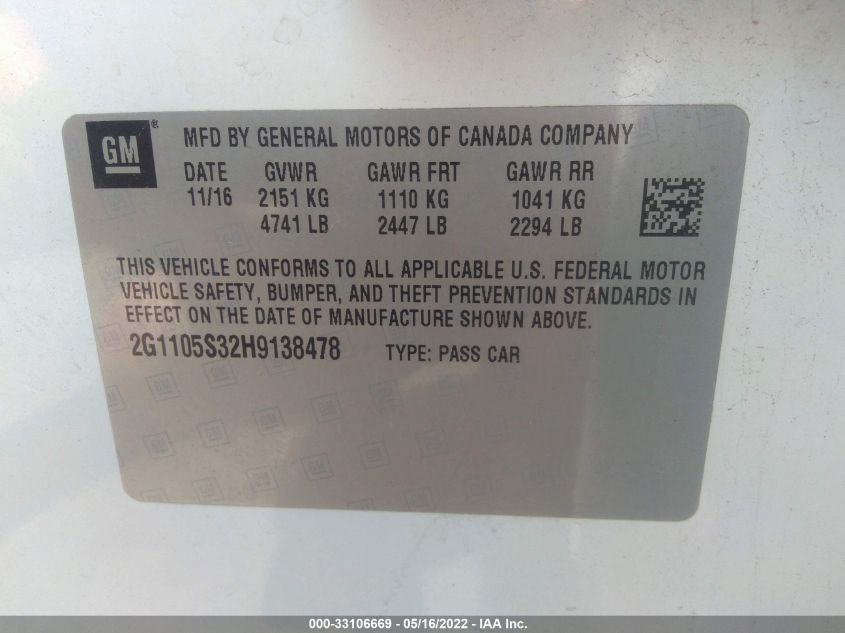 GM®
MFD BY GENERAL MOTORS OF CANADA COMPANY
DATE GVWR GAWR FRT GAWR RR
11/16 2151 KG 1110 KG 1041 KG
4741 LB 2447 LB 2294 LB
THIS VEHICLE CONFORMS TO ALL APPLICABLE U.S. FEDERAL MOTOR
VEHICLE SAFETY, BUMPER, AND THEFT PREVENTION STANDARDS IN
EFFECT ON THE DATE OF MANUFACTURE SHOWN ABOVE.
2G1105S32H9138478 TYPE: PASS CAR
000-33106669 - 05/16/2022 - IAA Inc.